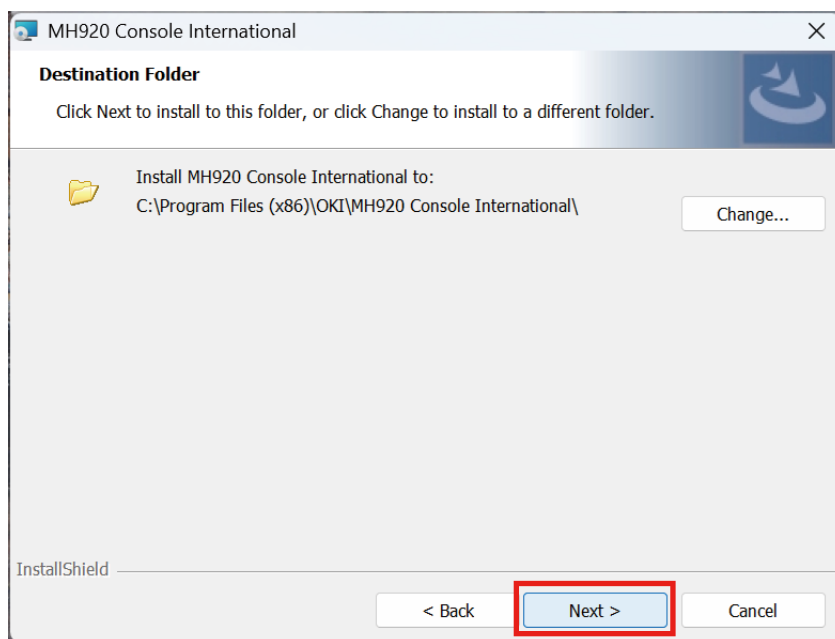 MH920 Console International
Destination Folder
Click Next to install to this folder, or click Change to install to a different folder.
Install MH920 Console International to:
C:\Program Files (x86)\OKI\MH920 Console International\
Change...
InstallShield
< Back
Next >
Cancel